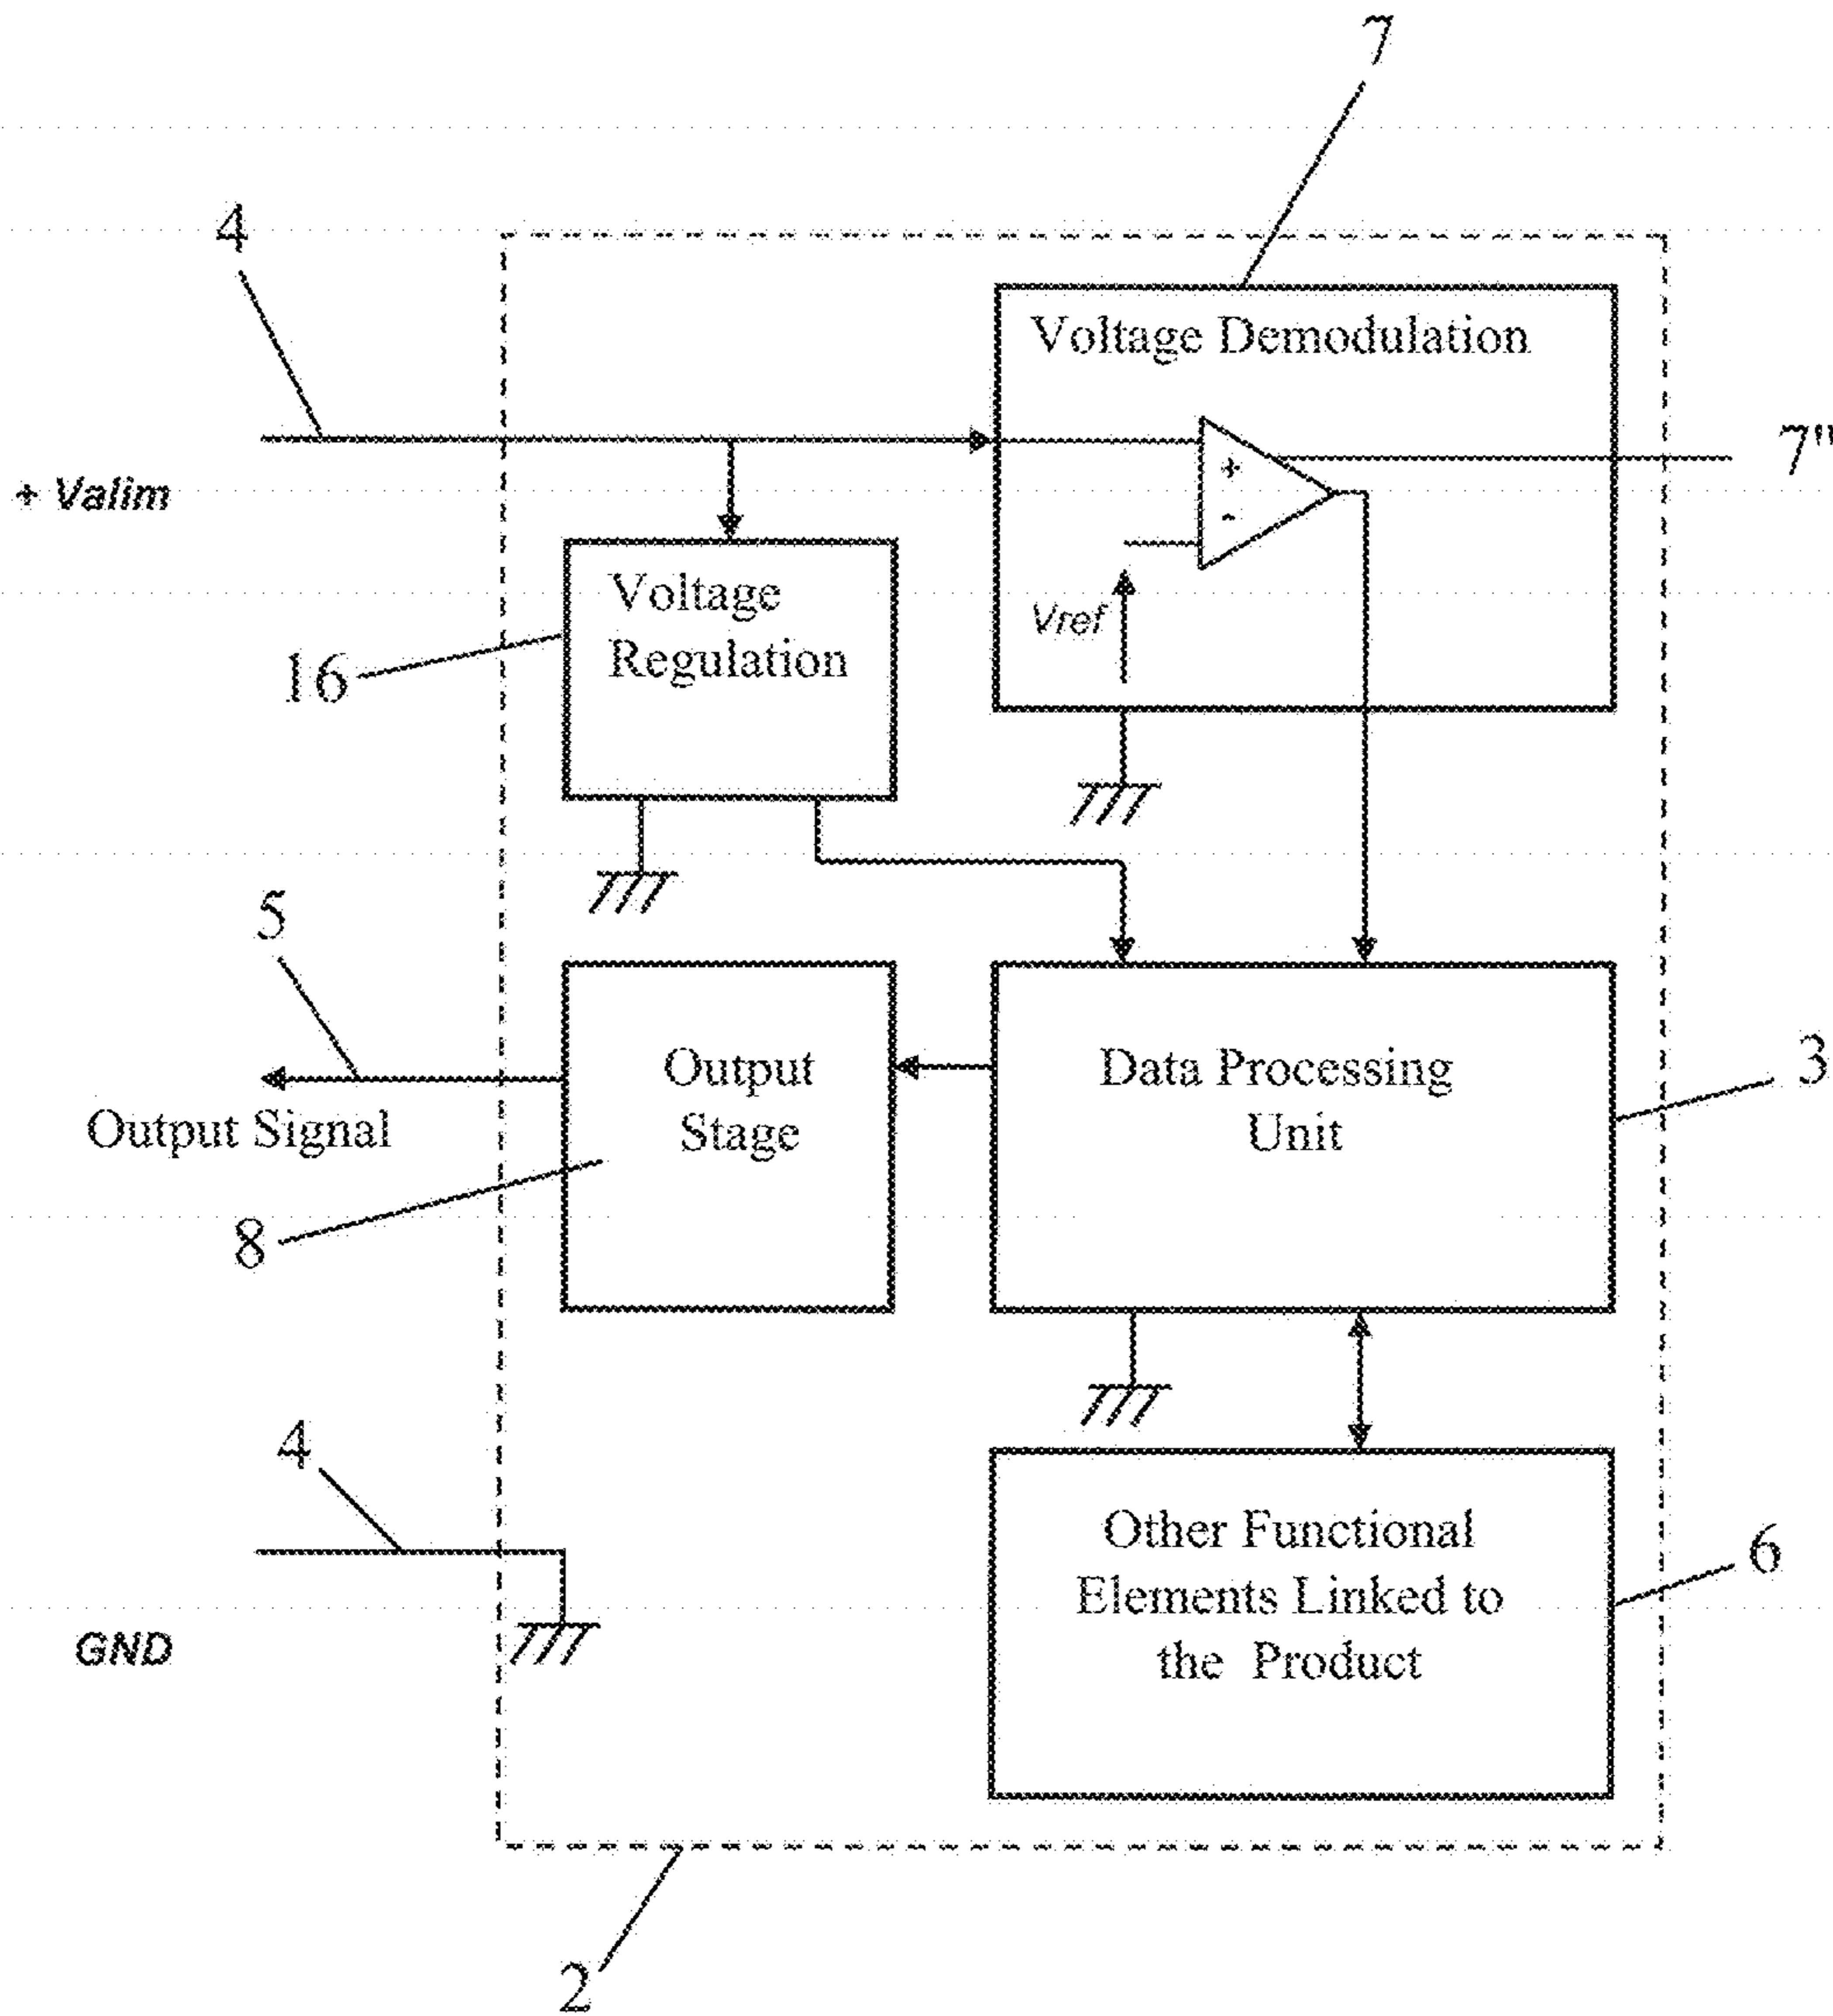 7
4
Voltage Demodulation
7"
+
-
+ Valim
Vref
Voltage
Regulation
16
5
Output
Stage
Data Processing
Unit
3
Output Signal
8
4
Other Functional
Elements Linked to
the Product
6
GND
2